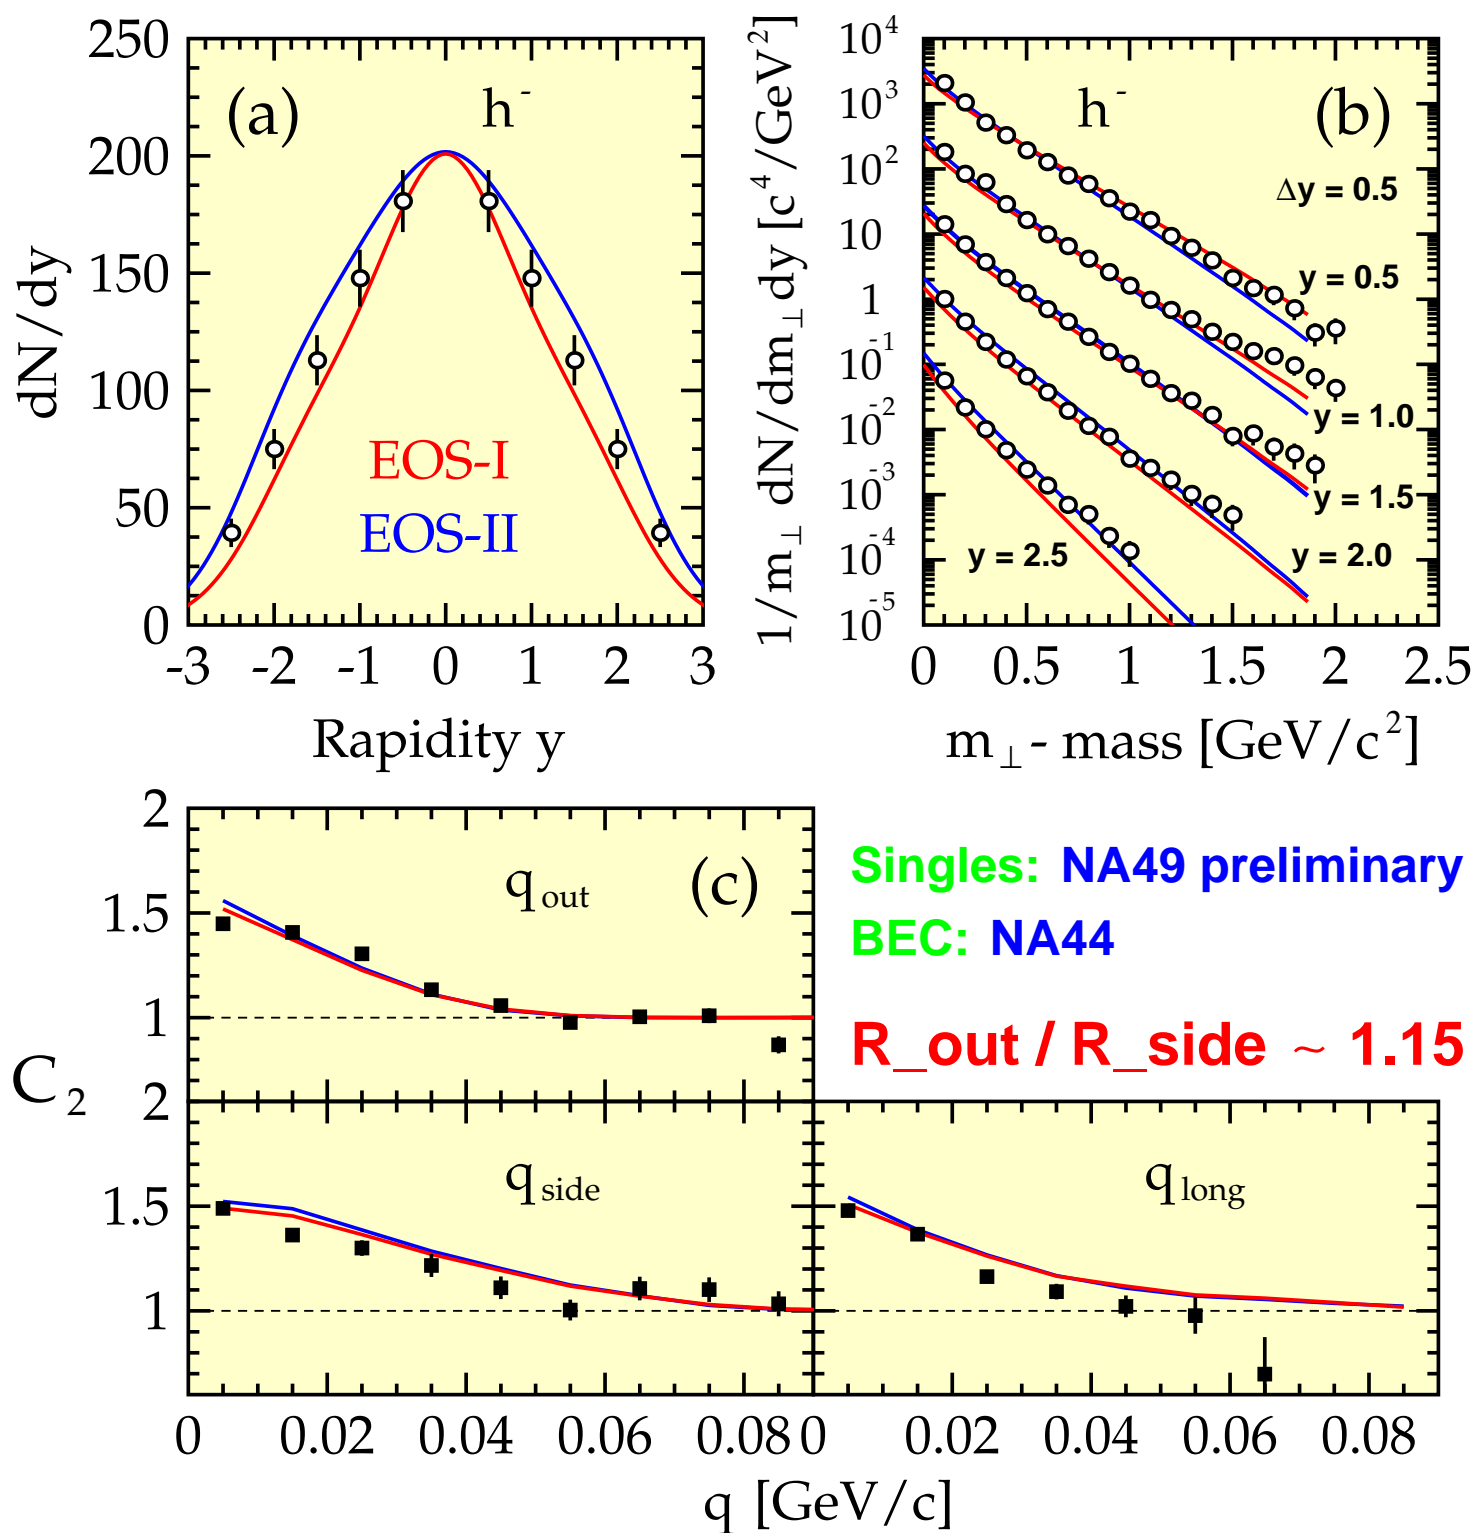 (a)
h⁻
dN/dy
250
200
150
100
50
0
EOS-I
EOS-II
-3 -2 -1 0 1 2 3
Rapidity y
(b)
h⁻
1/m⊥ dN/dm⊥dy [c⁴/GeV²]
10⁴
10³
10²
10
1
10⁻¹
10⁻²
10⁻³
10⁻⁴
10⁻⁵
Δy = 0.5
y = 0.5
y = 1.0
y = 1.5
y = 2.0
y = 2.5
0 0.5 1 1.5 2 2.5
m⊥- mass [GeV/c²]
(c)
q out
2
1.5
1
C₂
Singles: NA49 preliminary
BEC: NA44
R_out / R_side ~ 1.15
2
1.5
1
q side
q long
0 0.02 0.04 0.06 0.08 0 0.02 0.04 0.06 0.08
q [GeV/c]